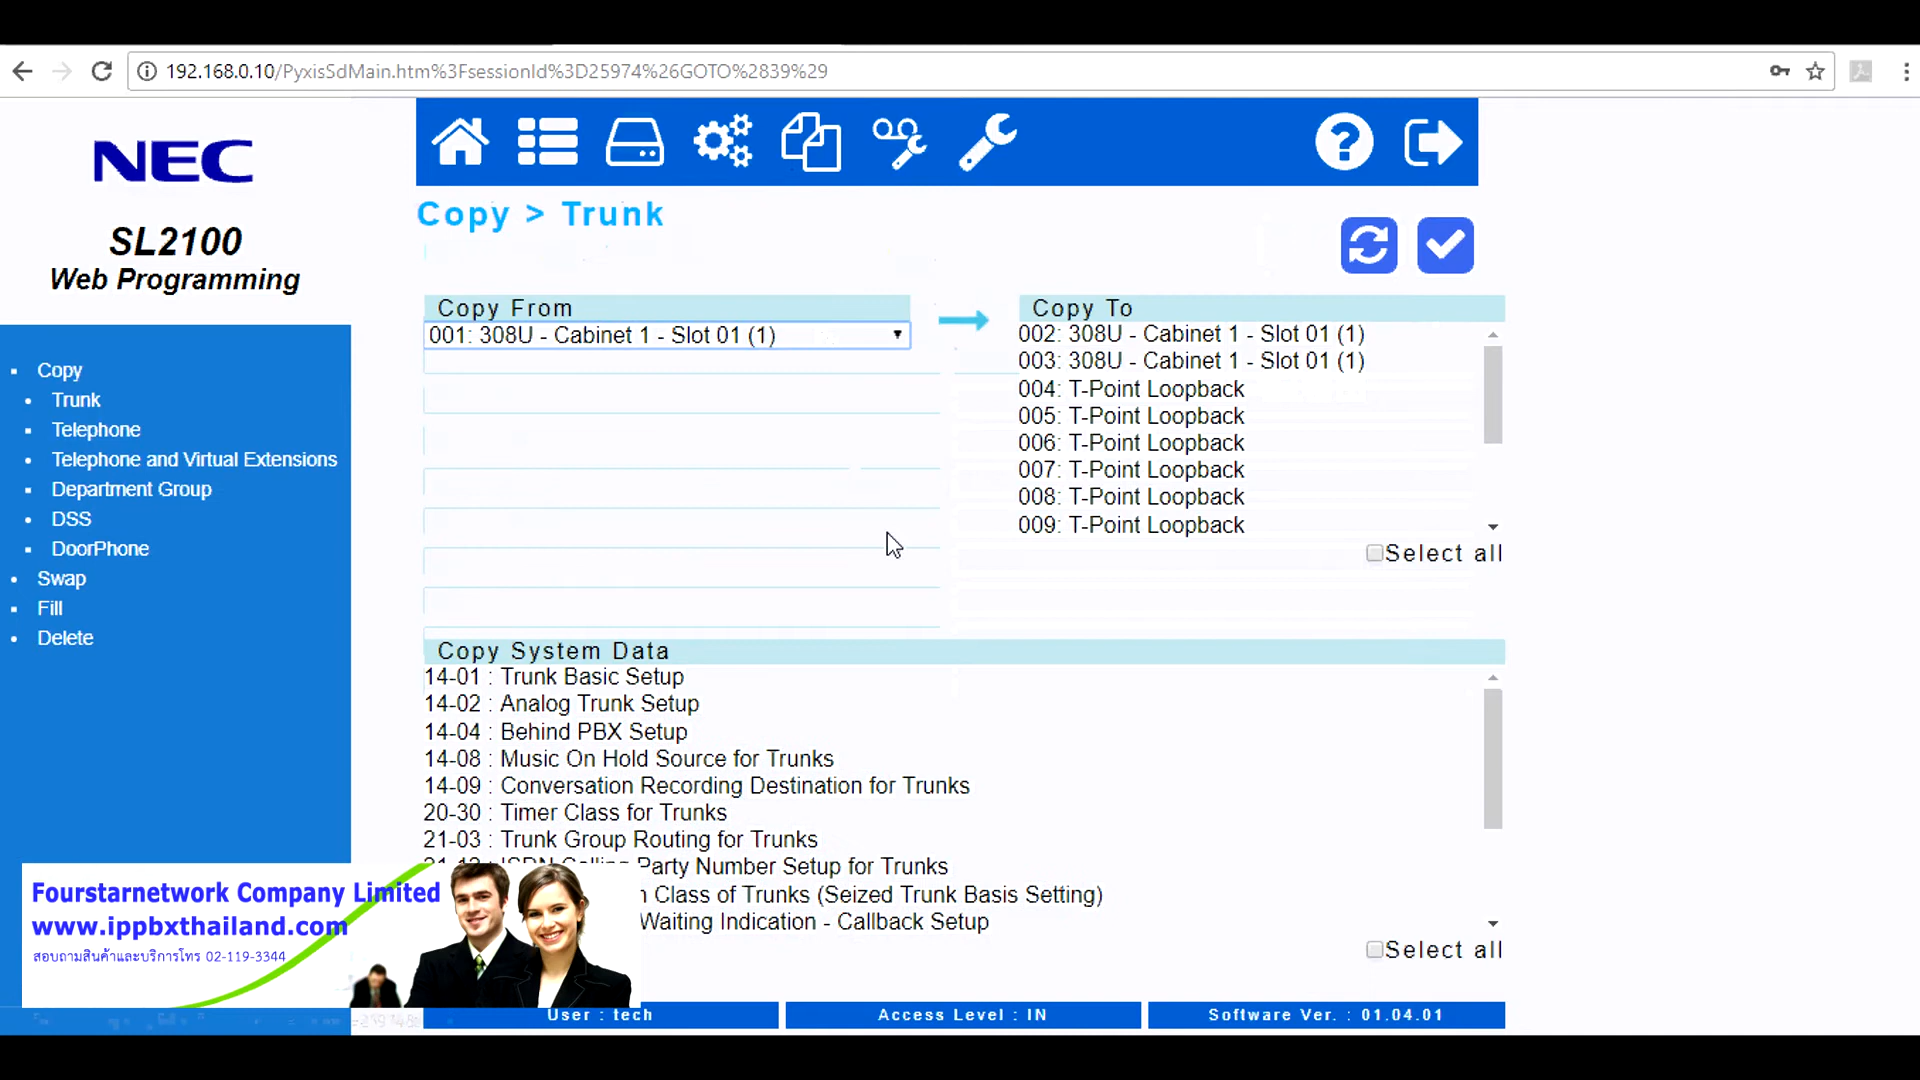 192.168.0.10/PyxisSdMain.htm%3FsessionId%3D25974%26GOTO%2839%29
NEC
SL2100
Web Programming
Copy
Trunk
Telephone
Telephone and Virtual Extensions
Department Group
DSS
DoorPhone
Swap
Fill
Delete
Copy > Trunk
Copy From
001: 308U - Cabinet 1 - Slot 01 (1)
Copy To
002: 308U - Cabinet 1 - Slot 01 (1)
003: 308U - Cabinet 1 - Slot 01 (1)
004: T-Point Loopback
005: T-Point Loopback
006: T-Point Loopback
007: T-Point Loopback
008: T-Point Loopback
009: T-Point Loopback
Select all
Copy System Data
14-01 : Trunk Basic Setup
14-02 : Analog Trunk Setup
14-04 : Behind PBX Setup
14-08 : Music On Hold Source for Trunks
14-09 : Conversation Recording Destination for Trunks
20-30 : Timer Class for Trunks
21-03 : Trunk Group Routing for Trunks
Party Number Setup for Trunks
Class of Trunks (Seized Trunk Basis Setting)
Waiting Indication - Callback Setup
Select all
Fourstarnetwork Company Limited
www.ippbxthailand.com
สอบถามสินค้าและบริการโทร 02-119-3344
User : tech
Access Level : IN
Software Ver. : 01.04.01